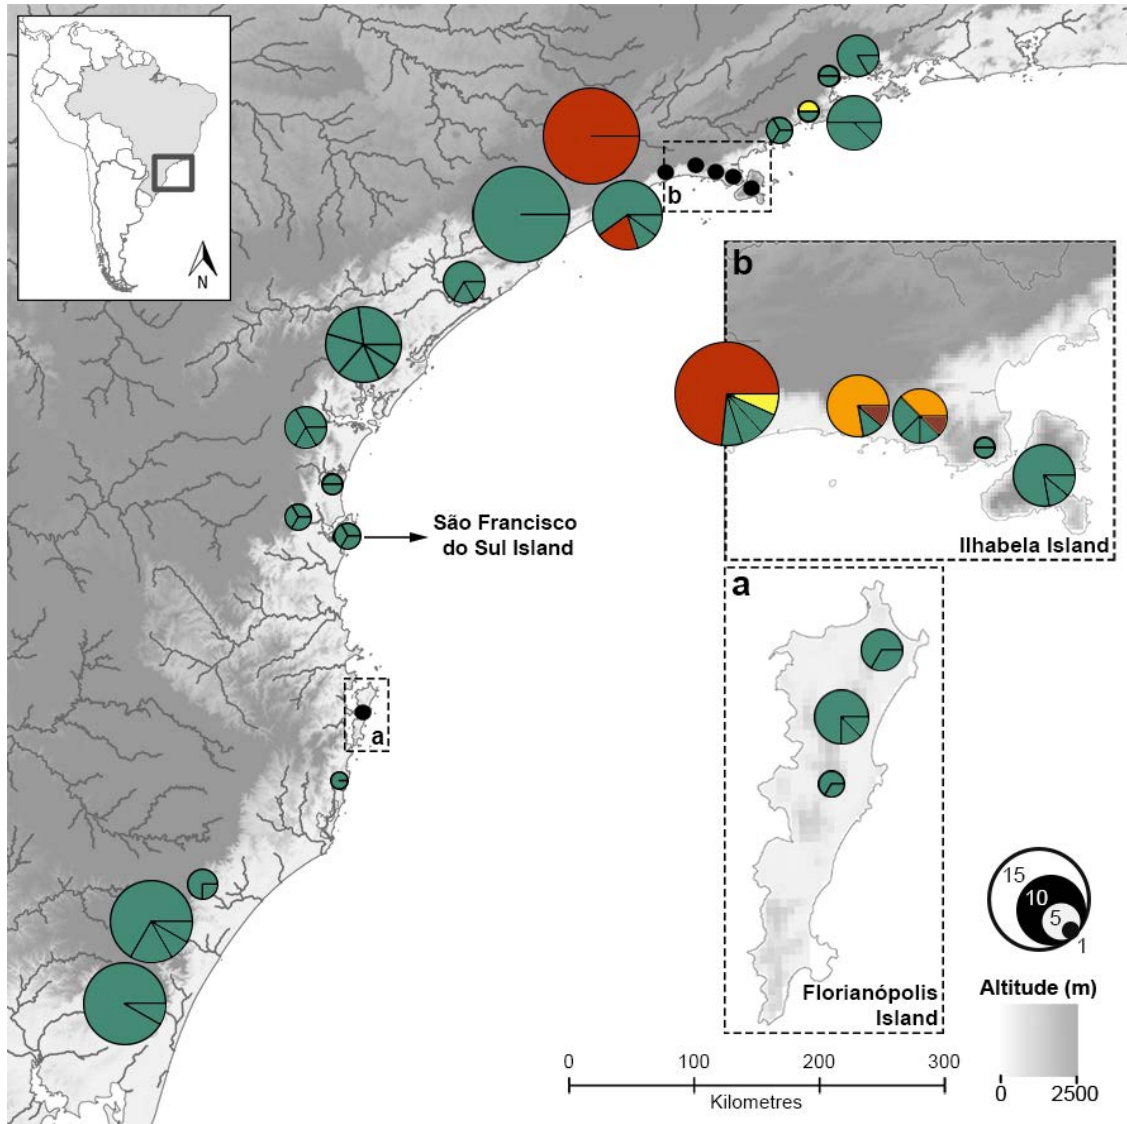 N
b
b
São Francisco
do Sul Island
Ilhabela Island
a
a
15
10
5
1
Florianópolis
Island
Altitude (m)
0
2500
0
100
200
300
Kilometres